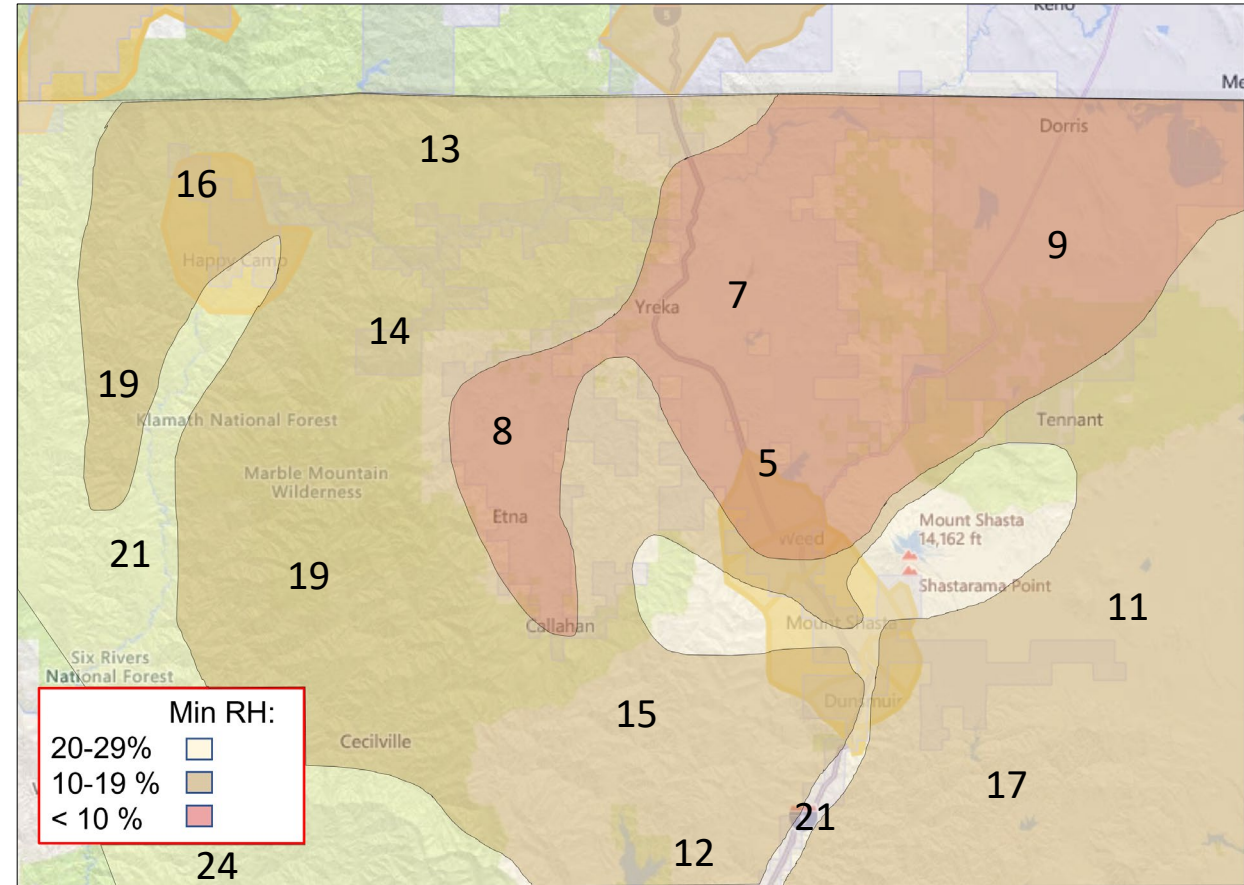 5
Keno
Me
Dorris
13
16
9
Happy Camp
7
Yreka
14
19
Klamath National Forest
8
Tennant
5
Marble Mountain
Wilderness
Etna
Mount Shasta
14,162 ft
Weed
21
19
Shastarama Point
11
Callahan
Mount Shasta
Six Rivers
National Forest
Dunsmuir
15
Min RH:
20-29%
10-19 %
< 10 %
Cecilville
17
21
12
24